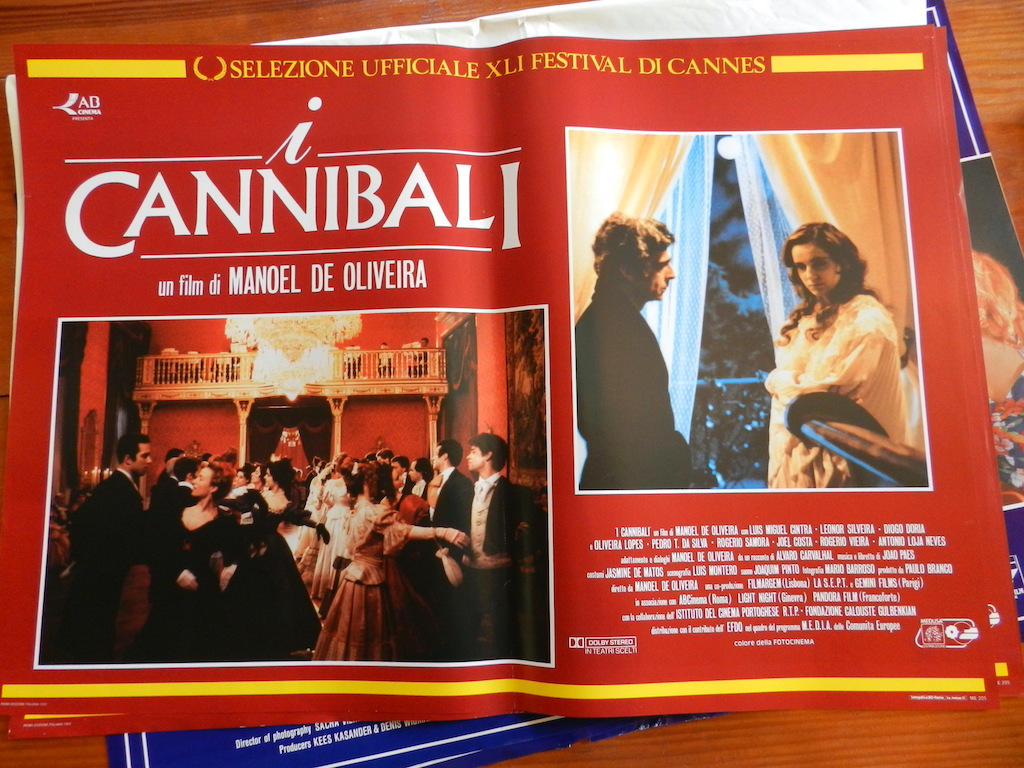 SELEZIONE UFFICIALE XLI FESTIVAL DI CANNES
AB
CINEMA
PRESENTA
i
CANNIBALI
un film di MANOEL DE OLIVEIRA
I CANNIBALI un film di MANOEL DE OLIVEIRA con LUIS MIGUEL CINTRA · LEONOR SILVEIRA · DIOGO DORIA
e OLIVEIRA LOPES · PEDRO T. DA SILVA · ROGERIO SAMORA · JOEL COSTA · ROGERIO VIEIRA · ANTONIO LOJA NEVES
adattamento e dialoghi MANOEL DE OLIVEIRA da un racconto di ALVARO CARVALHAL musica e libretto di JOAO PAES
costumi JASMINE DE MATOS scenografia LUIS MONTERO suono JOAQUIM PINTO fotografia MARIO BARROSO prodotto da PAULO BRANCO
diretto da MANOEL DE OLIVEIRA una co-produzione FILMARGEM (Lisbona) LA S.E.P.T. e GEMINI FILMS (Parigi)
in associazione con ABCinema (Roma) LIGHT NIGHT (Ginevra) PANDORA FILM (Francoforte)
con la collaborazione dell' ISTITUTO DEL CINEMA PORTOGHESE R.T.P. · FONDAZIONE CALOUSTE GULBENKIAN
distribuzione con il contributo dell' EFDO nel quadro del programma M.E.D.I.A. della Comunita Europee
colore della FOTOCINEMA
DOLBY STEREO
IN TEATRI SCELTI
MEDUSA
Director of photography SACHA
Producers KEES KASANDER & DENIS